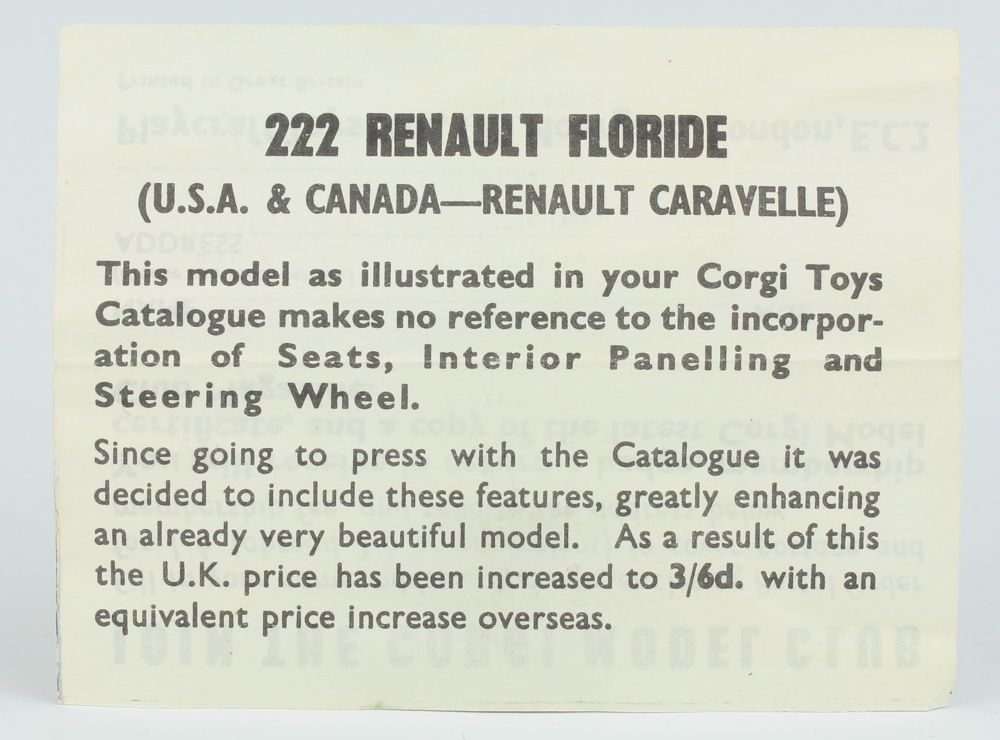 222 RENAULT FLORIDE
(U.S.A. & CANADA—RENAULT CARAVELLE)
This model as illustrated in your Corgi Toys
Catalogue makes no reference to the incorpor-
ation of Seats, Interior Panelling and
Steering Wheel.
Since going to press with the Catalogue it was
decided to include these features, greatly enhancing
an already very beautiful model. As a result of this
the U.K. price has been increased to 3/6d. with an
equivalent price increase overseas.